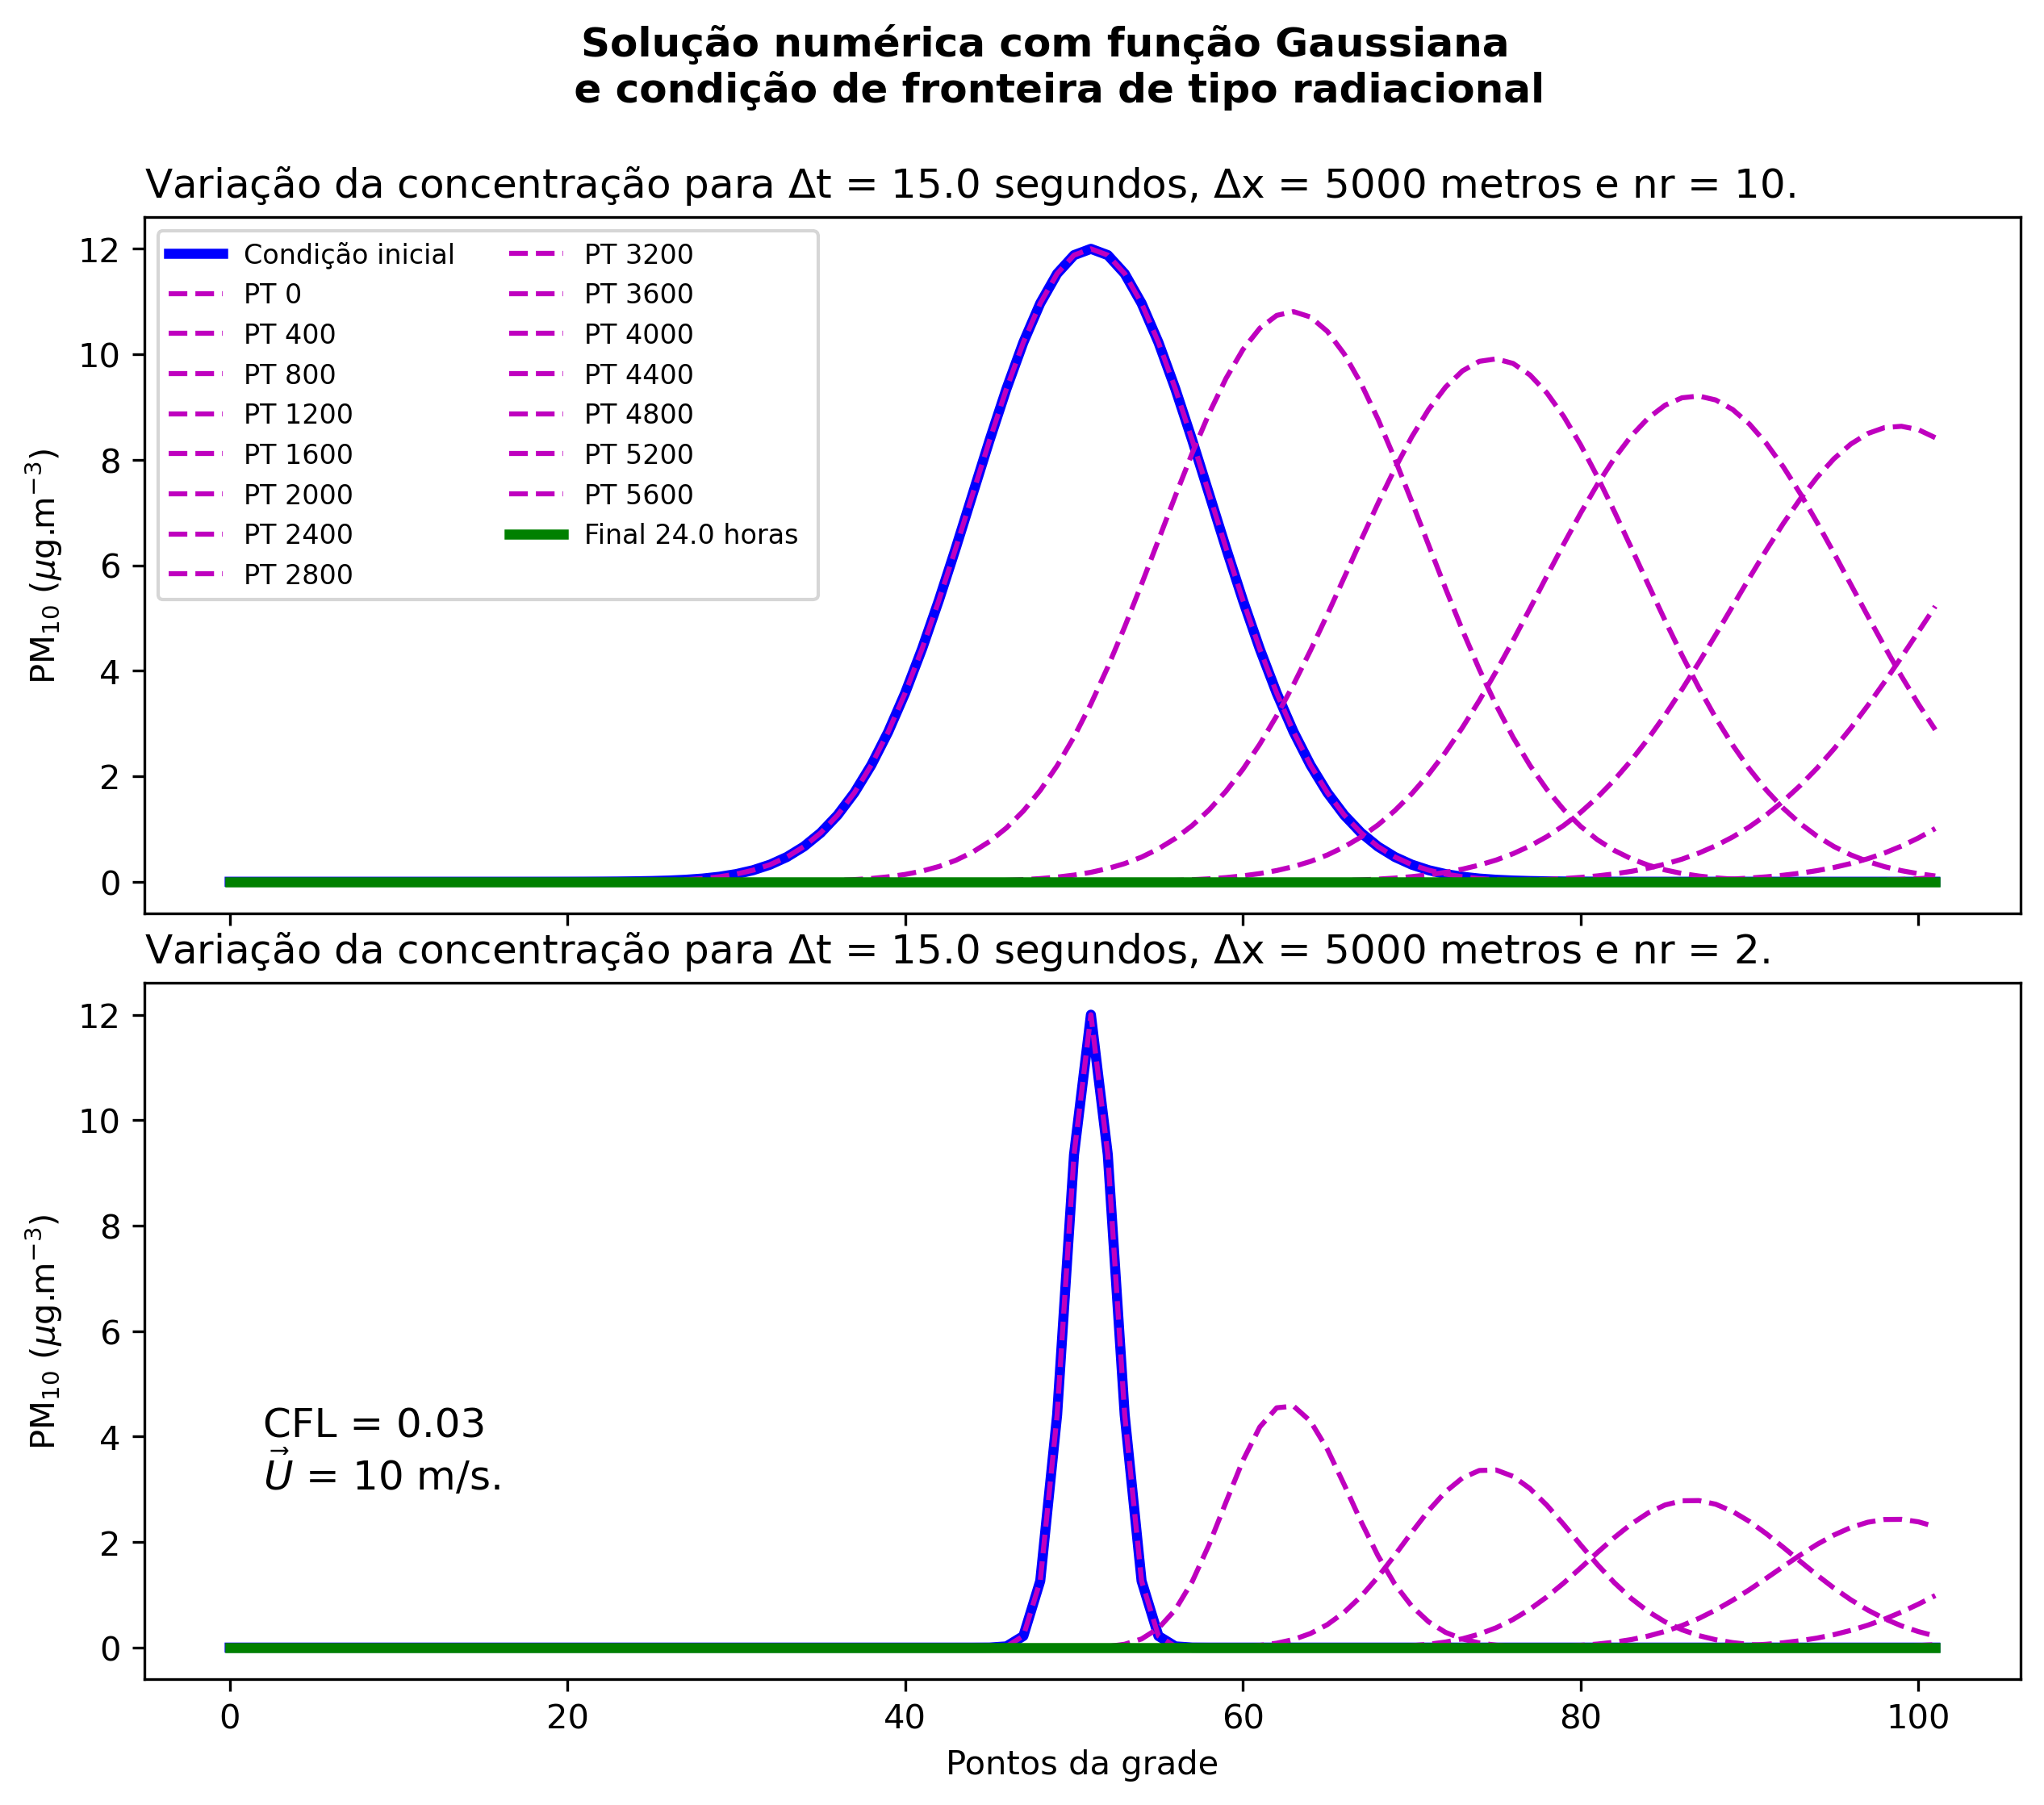 Solução numérica com função Gaussiana
e condição de fronteira de tipo radiacional
Variação da concentração para Δt = 15.0 segundos, Δx = 5000 metros e nr = 10.
Condição inicial
PT 0
PT 400
PT 800
PT 1200
PT 1600
PT 2000
PT 2400
PT 2800
PT 3200
PT 3600
PT 4000
PT 4400
PT 4800
PT 5200
PT 5600
Final 24.0 horas
12
10
8
6
4
2
0
PM₁₀ (μg.m⁻³)
Variação da concentração para Δt = 15.0 segundos, Δx = 5000 metros e nr = 2.
12
10
8
6
4
2
0
PM₁₀ (μg.m⁻³)
CFL = 0.03
U⃗ = 10 m/s.
0 20 40 60 80 100
Pontos da grade